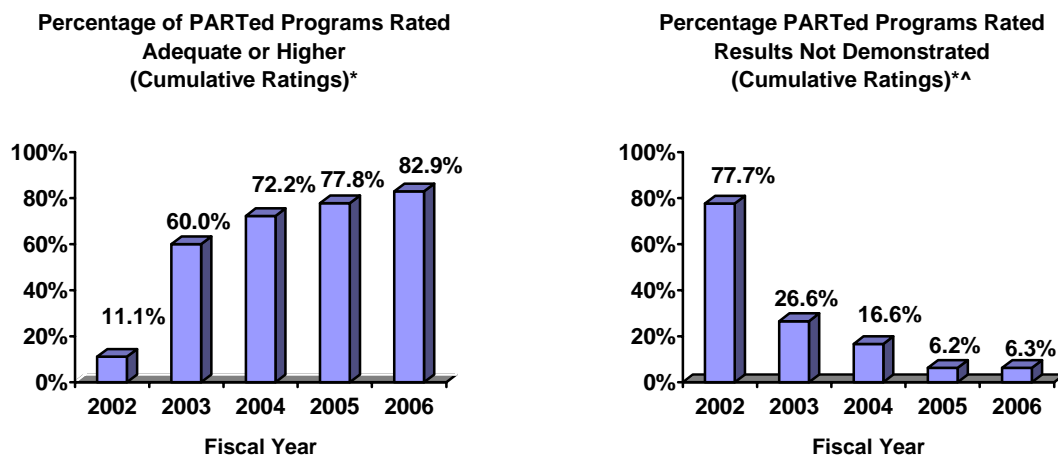 Percentage of PARTed Programs Rated
Adequate or Higher
(Cumulative Ratings)*
100%
80%
60%
40%
20%
0%
11.1%
60.0%
72.2%
77.8%
82.9%
2002 2003 2004 2005 2006
Fiscal Year
Percentage PARTed Programs Rated
Results Not Demonstrated
(Cumulative Ratings)*^
100%
80%
60%
40%
20%
0%
77.7%
26.6%
16.6%
6.2%
6.3%
2002 2003 2004 2005 2006
Fiscal Year